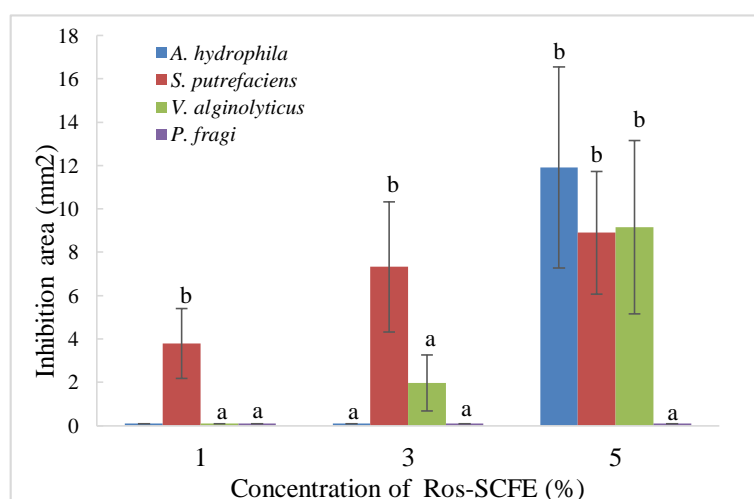 18
16
14
12
10
8
6
4
2
0
Inhibition area (mm2)
A. hydrophila
S. putrefaciens
V. alginolyticus
P. fragi
b
a
a
a
b
a
a
b
b
b
a
1
3
5
Concentration of Ros-SCFE (%)